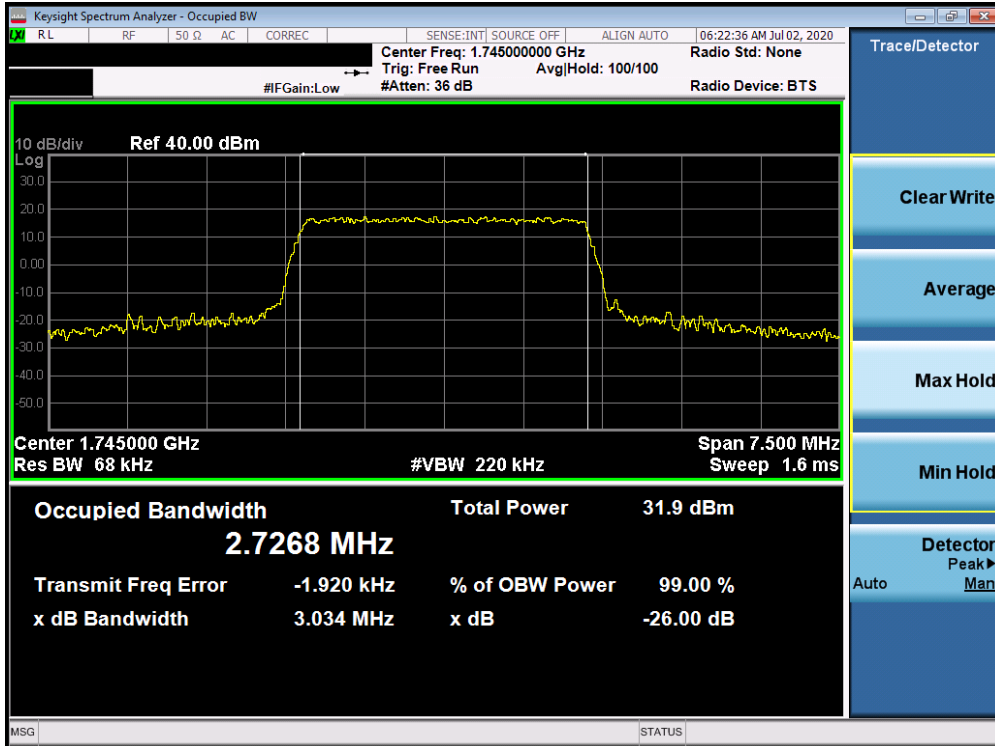 Keysight Spectrum Analyzer - Occupied BW
LXI RL RF 50 Ω AC CORREC SENSE:INT SOURCE OFF ALIGN AUTO 06:22:36 AM Jul 02, 2020
Center Freq: 1.745000000 GHz Radio Std: None
Trig: Free Run Avg|Hold: 100/100
#IFGain:Low #Atten: 36 dB Radio Device: BTS
10 dB/div Ref 40.00 dBm
Log
30.0
20.0
10.0
0.00
-10.0
-20.0
-30.0
-40.0
-50.0
Center 1.745000 GHz Span 7.500 MHz
Res BW 68 kHz #VBW 220 kHz Sweep 1.6 ms
Occupied Bandwidth Total Power 31.9 dBm
2.7268 MHz
Transmit Freq Error -1.920 kHz % of OBW Power 99.00 %
x dB Bandwidth 3.034 MHz x dB -26.00 dB
MSG STATUS
Trace/Detector
Clear Write
Average
Max Hold
Min Hold
Detector
Peak▶
Auto Man